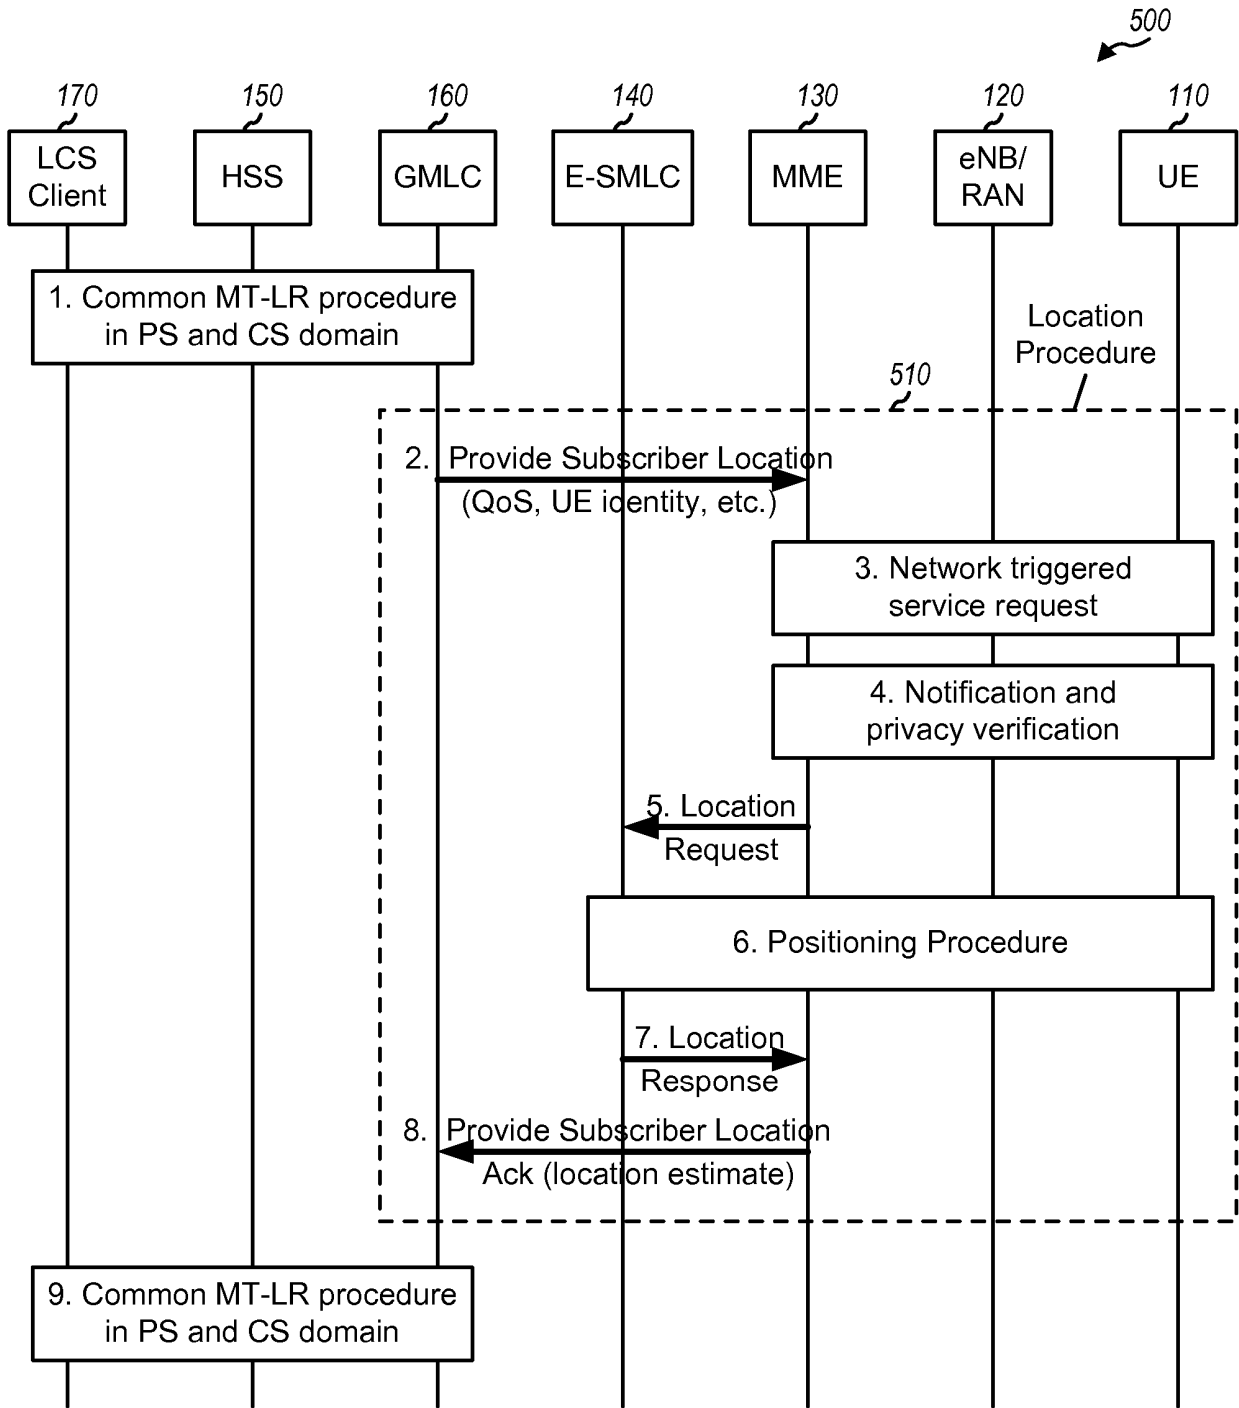 500
170
150
160
140
130
120
110
LCS
Client
HSS
GMLC
E-SMLC
MME
eNB/
RAN
UE
1. Common MT-LR procedure
in PS and CS domain
Location
Procedure
510
2. Provide Subscriber Location
(QoS, UE identity, etc.)
3. Network triggered
service request
4. Notification and
privacy verification
5. Location
Request
6. Positioning Procedure
7. Location
Response
8. Provide Subscriber Location
Ack (location estimate)
9. Common MT-LR procedure
in PS and CS domain